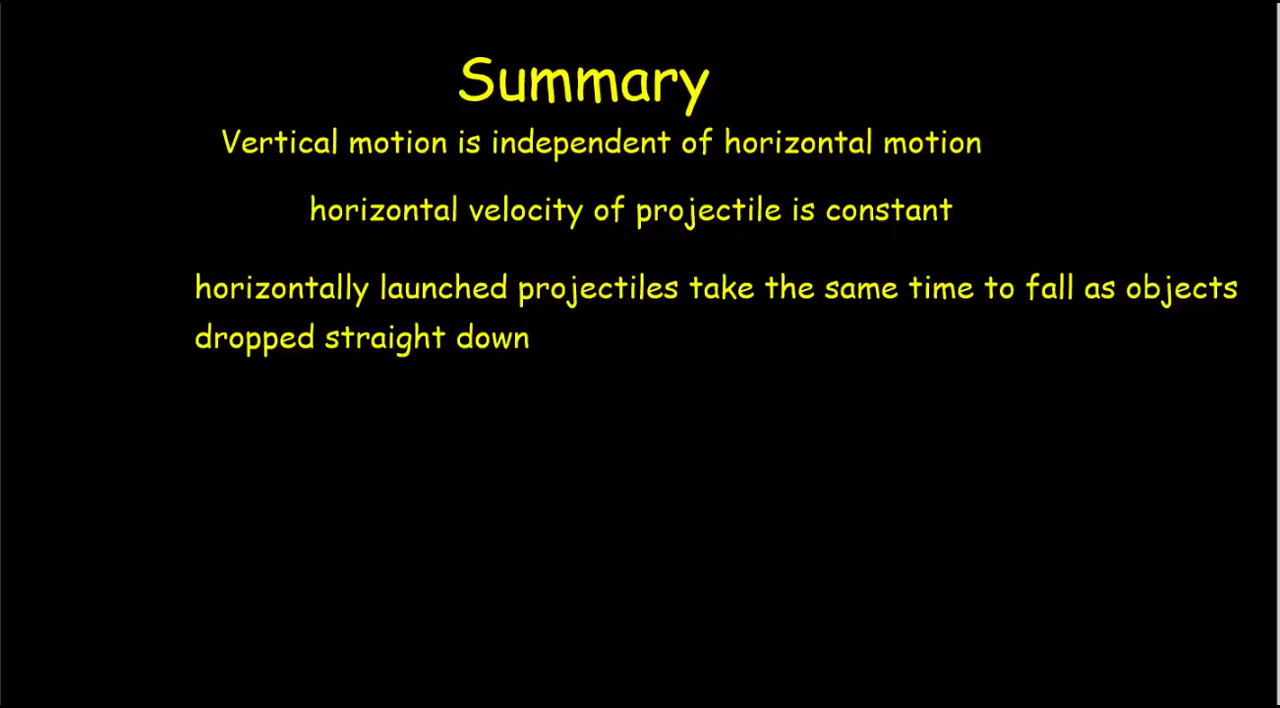 Summary
Vertical motion is independent of horizontal motion
horizontal velocity of projectile is constant
horizontally launched projectiles take the same time to fall as objects
dropped straight down